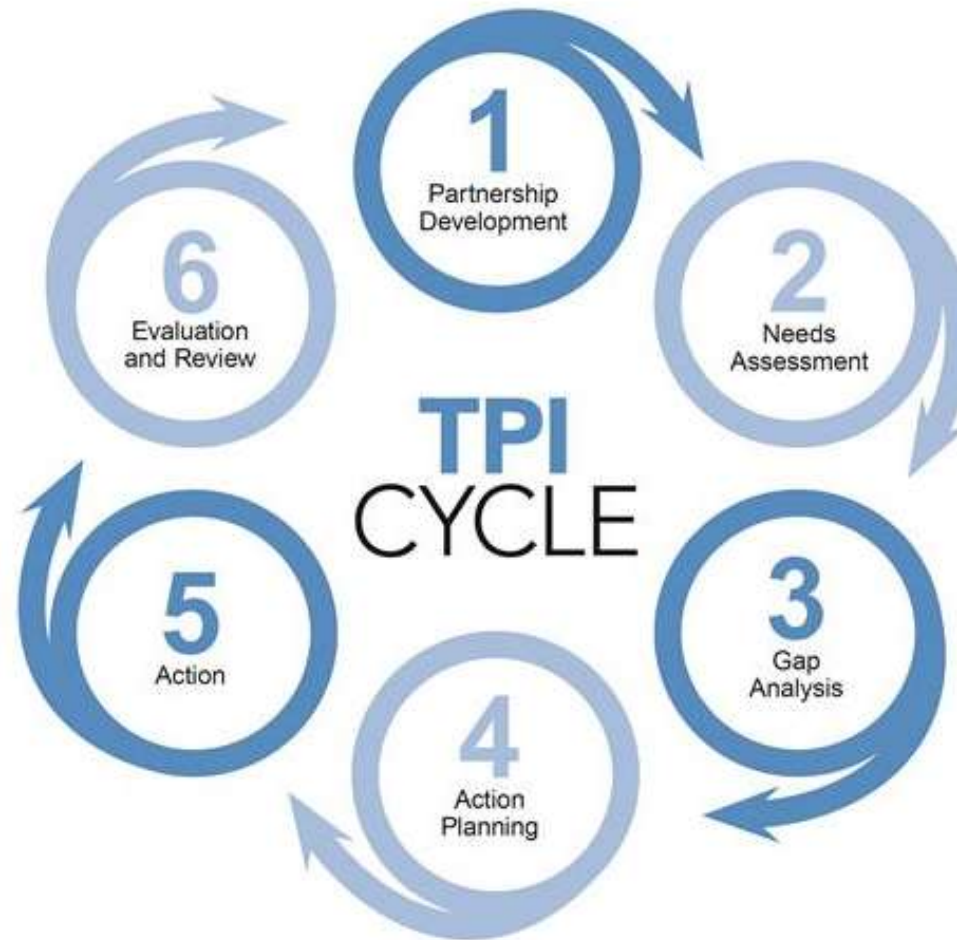 1
Partnership
Development
2
Needs
Assessment
3
Gap
Analysis
4
Action
Planning
5
Action
6
Evaluation
and Review
TPI
CYCLE